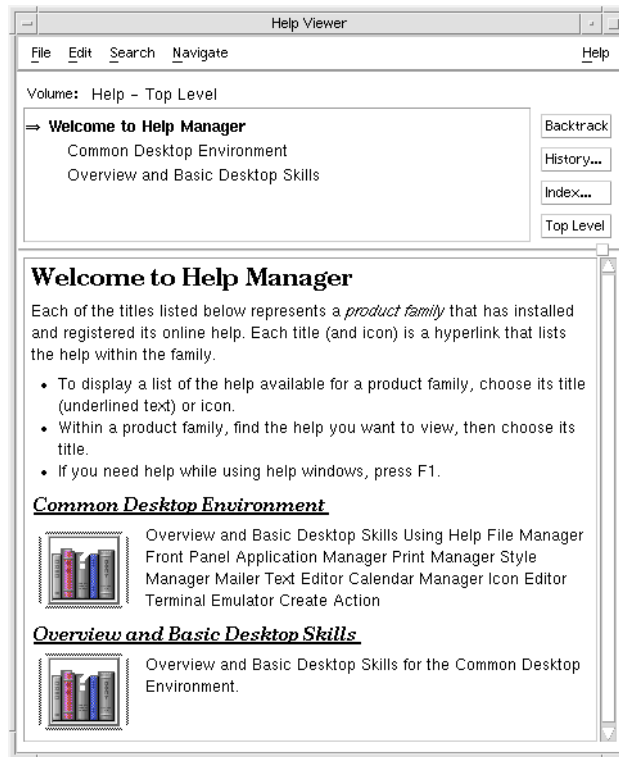 Help Viewer
File Edit Search Navigate Help
Volume: Help – Top Level
⇒ Welcome to Help Manager
Common Desktop Environment
Overview and Basic Desktop Skills
Backtrack
History...
Index...
Top Level
Welcome to Help Manager
Each of the titles listed below represents a product family that has installed
and registered its online help. Each title (and icon) is a hyperlink that lists
the help within the family.
• To display a list of the help available for a product family, choose its title
(underlined text) or icon.
• Within a product family, find the help you want to view, then choose its
title.
• If you need help while using help windows, press F1.
Common Desktop Environment
Overview and Basic Desktop Skills Using Help File Manager
Front Panel Application Manager Print Manager Style
Manager Mailer Text Editor Calendar Manager Icon Editor
Terminal Emulator Create Action
Overview and Basic Desktop Skills
Overview and Basic Desktop Skills for the Common Desktop
Environment.